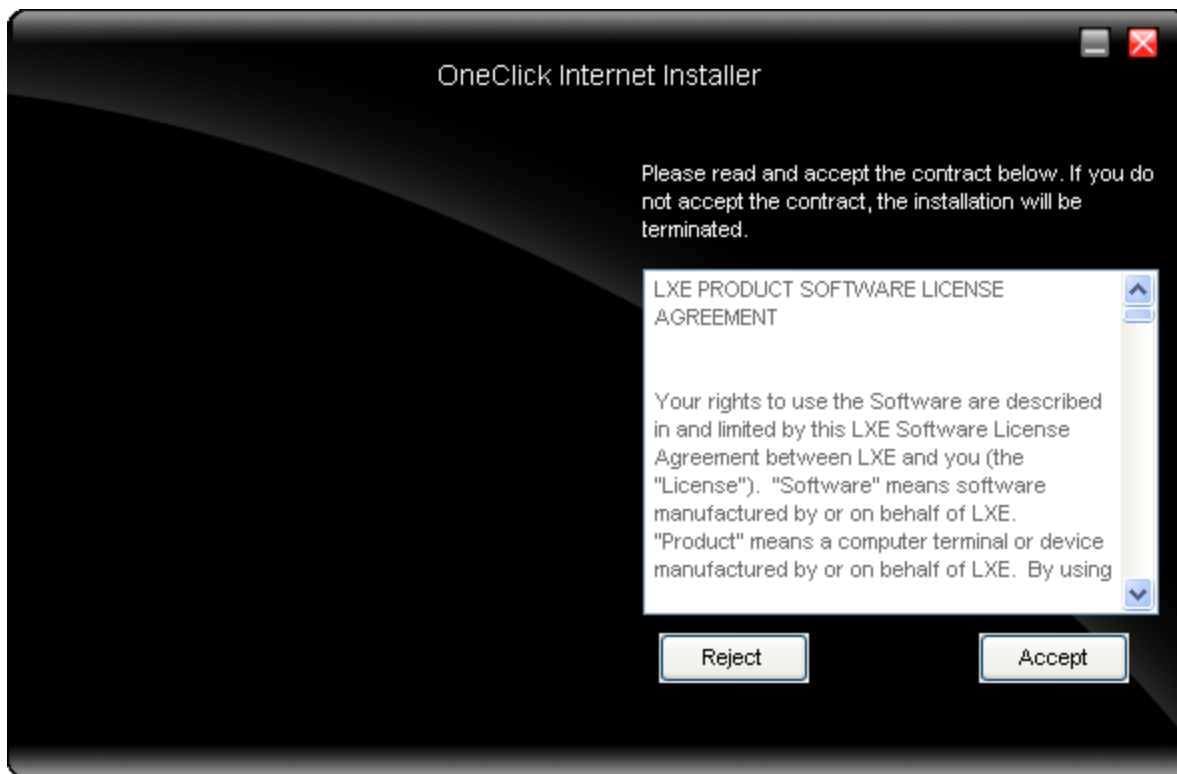 OneClick Internet Installer
Please read and accept the contract below. If you do
not accept the contract, the installation will be
terminated.
LXE PRODUCT SOFTWARE LICENSE
AGREEMENT
Your rights to use the Software are described
in and limited by this LXE Software License
Agreement between LXE and you (the
"License").  "Software" means software
manufactured by or on behalf of LXE.
"Product" means a computer terminal or device
manufactured by or on behalf of LXE.  By using
Reject
Accept